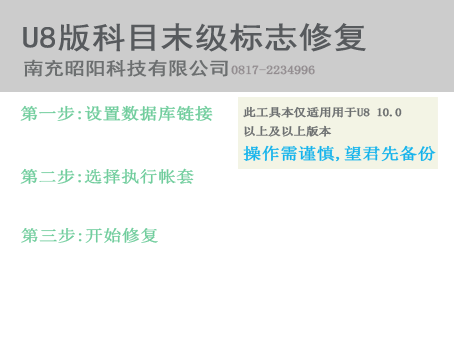 U8版科目末级标志修复
南充昭阳科技有限公司0817-2234996
第一步:设置数据库链接
此工具本仅适用用于U8 10.0
以上及以上版本
操作需谨慎,望君先备份
第二步:选择执行帐套
第三步:开始修复